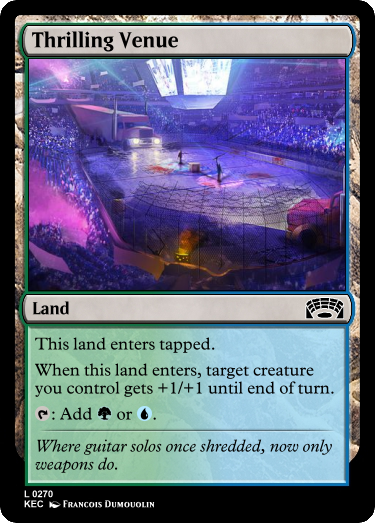 Thrilling Venue
Land
This land enters tapped.
When this land enters, target creature
you control gets +1/+1 until end of turn.
: Add or .
Where guitar solos once shredded, now only
weapons do.
L 0270
KEC Francois Dumouolin